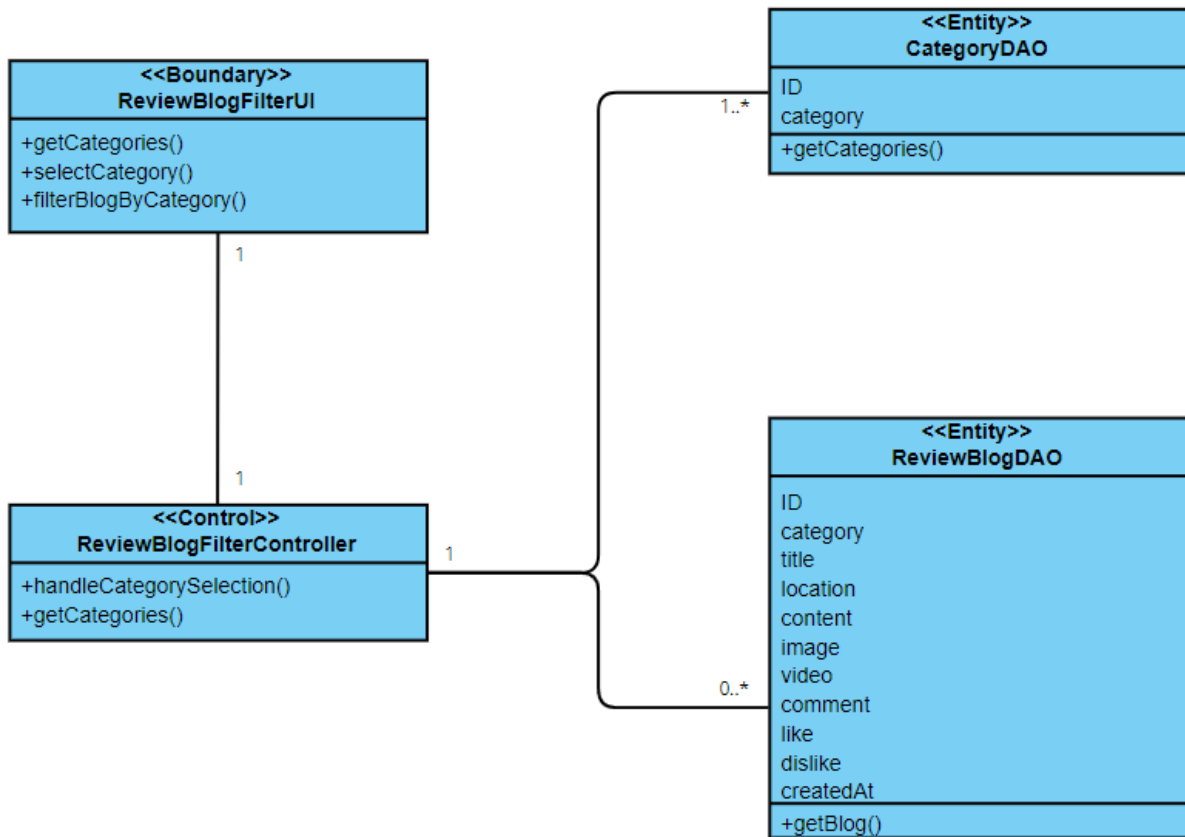 <<Boundary>>
ReviewBlogFilterUI
+getCategories()
+selectCategory()
+filterBlogByCategory()
1
1
<<Control>>
ReviewBlogFilterController
+handleCategorySelection()
+getCategories()
1
<<Entity>>
CategoryDAO
ID
category
+getCategories()
1..*
<<Entity>>
ReviewBlogDAO
ID
category
title
location
content
image
video
comment
like
dislike
createdAt
+getBlog()
0..*